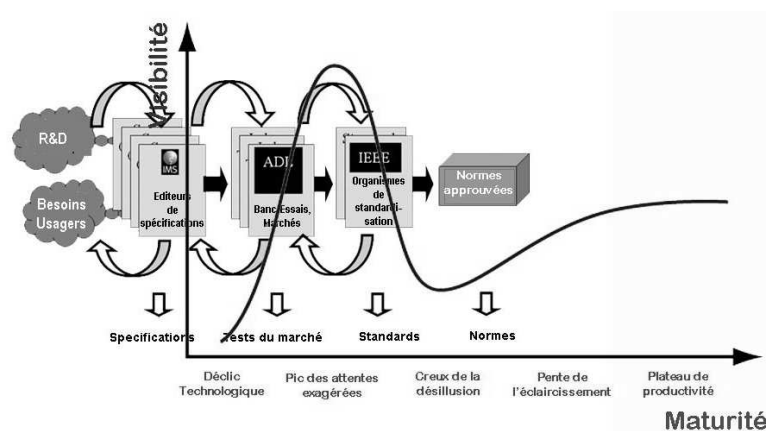 Visibilité
R&D
Besoins
Usagers
IMS
Editeurs
de
spécifications
ADL
Banc Essais,
Marchés
IEEE
Organismes
de
standardi-
sation
Normes
approuvées
Specifications
Tests du marché
Standards
Normes
Déclic
Technologique
Pic des attentes
exagérées
Creux de la
désillusion
Pente de
l'éclaircissement
Plateau de
productivité
Maturité